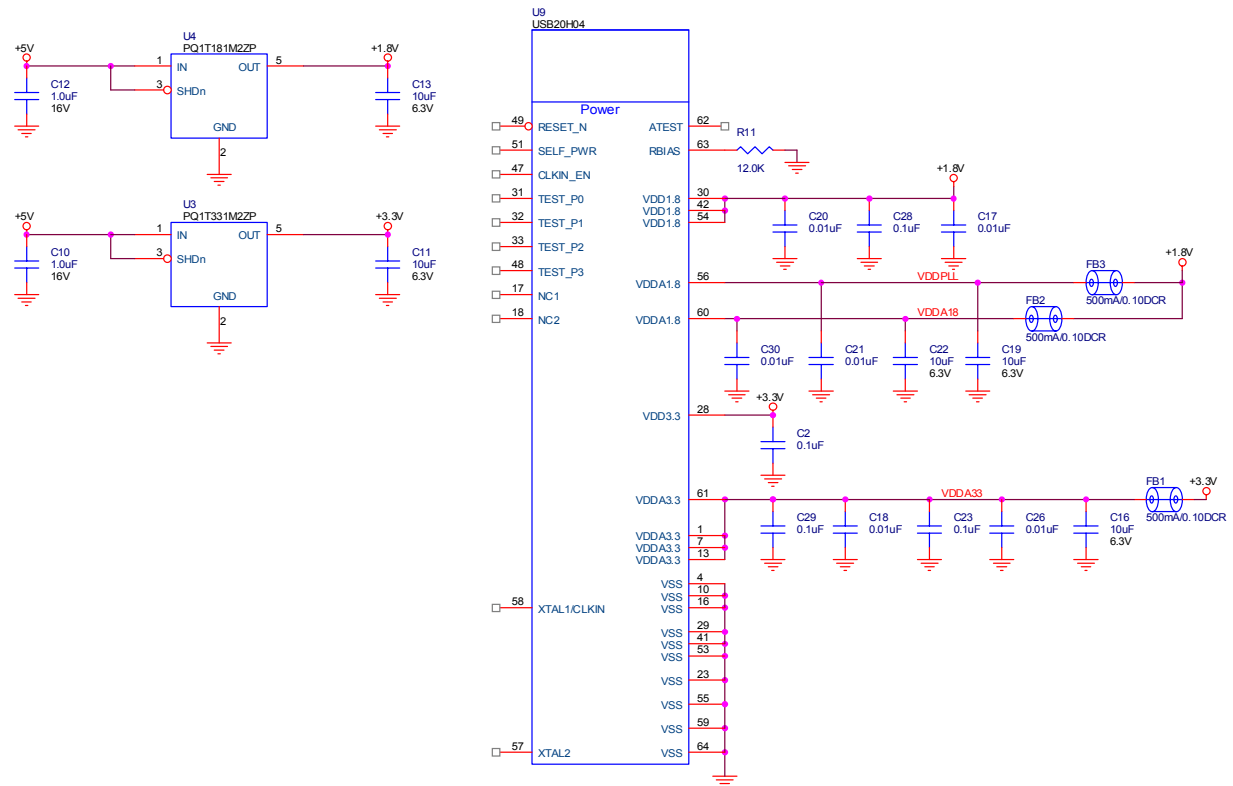 U9
USB20H04
U4
PQ1T181M2ZP
+5V
+1.8V
1
IN
OUT
5
3
SHDn
C12
1.0uF
16V
C13
10uF
6.3V
GND
2
U3
PQ1T331M2ZP
+5V
+3.3V
1
IN
OUT
5
3
SHDn
C10
1.0uF
16V
C11
10uF
6.3V
GND
2
Power
49
RESET_N
51
SELF_PWR
47
CLKIN_EN
31
TEST_P0
32
TEST_P1
33
TEST_P2
48
TEST_P3
17
NC1
18
NC2
58
XTAL1/CLKIN
57
XTAL2
ATEST
62
RBIAS
63
R11
12.0K
+1.8V
VDD1.8
30
VDD1.8
42
VDD1.8
54
C20
0.01uF
C28
0.1uF
C17
0.01uF
+1.8V
VDDA1.8
56
VDDPLL
FB3
500mA/0.10DCR
VDDA1.8
60
VDDA18
FB2
500mA/0.10DCR
C30
0.01uF
C21
0.01uF
C22
10uF
6.3V
C19
10uF
6.3V
+3.3V
VDD3.3
28
C2
0.1uF
VDDA3.3
61
VDDA33
FB1
+3.3V
500mA/0.10DCR
C29
0.1uF
C18
0.01uF
C23
0.1uF
C26
0.01uF
C16
10uF
6.3V
VDDA3.3
1
VDDA3.3
7
VDDA3.3
13
VSS
4
VSS
10
VSS
16
VSS
29
VSS
41
VSS
53
VSS
23
VSS
55
VSS
59
VSS
64